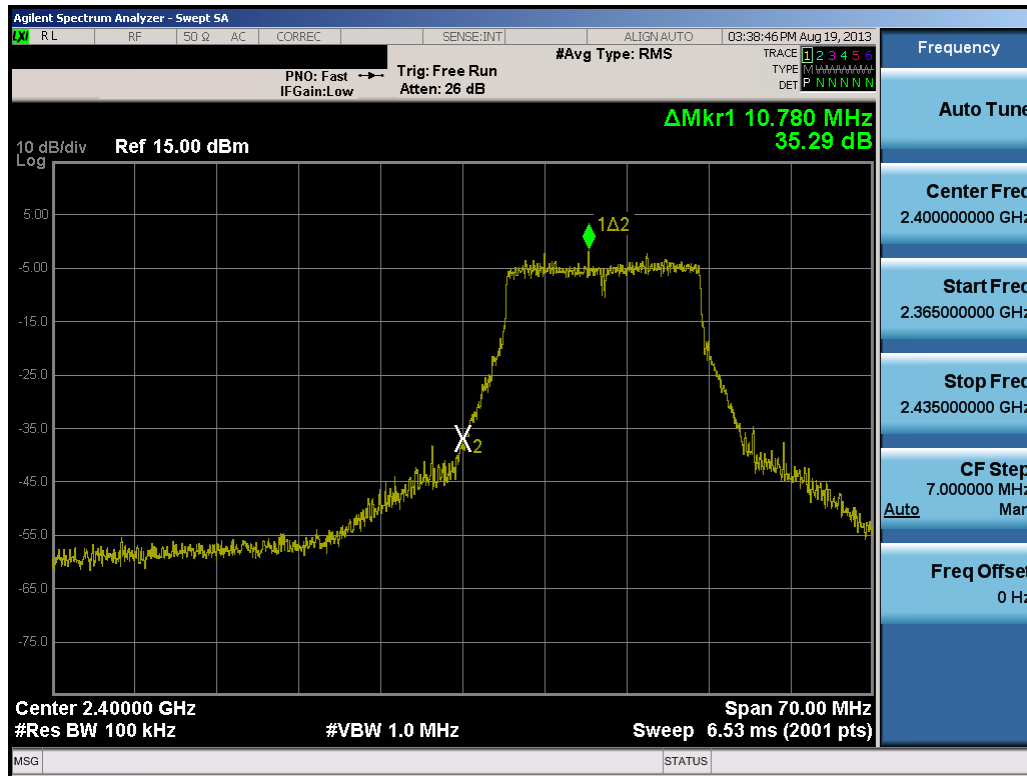 Agilent Spectrum Analyzer - Swept SA
LXI RL RF 50 Ω AC CORREC SENSE:INT ALIGN AUTO 03:38:46 PM Aug 19, 2013
#Avg Type: RMS
TRACE 1 2 3 4 5 6
TYPE M WWWWW
DET P N N N N N
PNO: Fast Trig: Free Run
IFGain:Low Atten: 26 dB
ΔMkr1 10.780 MHz
35.29 dB
10 dB/div Ref 15.00 dBm
Log
5.00
-5.00
-15.0
-25.0
-35.0
-45.0
-55.0
-65.0
-75.0
1Δ2
X2
Center 2.40000 GHz Span 70.00 MHz
#Res BW 100 kHz #VBW 1.0 MHz Sweep 6.53 ms (2001 pts)
MSG STATUS
Frequency
Auto Tune
Center Freq
2.400000000 GHz
Start Freq
2.365000000 GHz
Stop Freq
2.435000000 GHz
CF Step
7.000000 MHz
Auto Man
Freq Offset
0 Hz